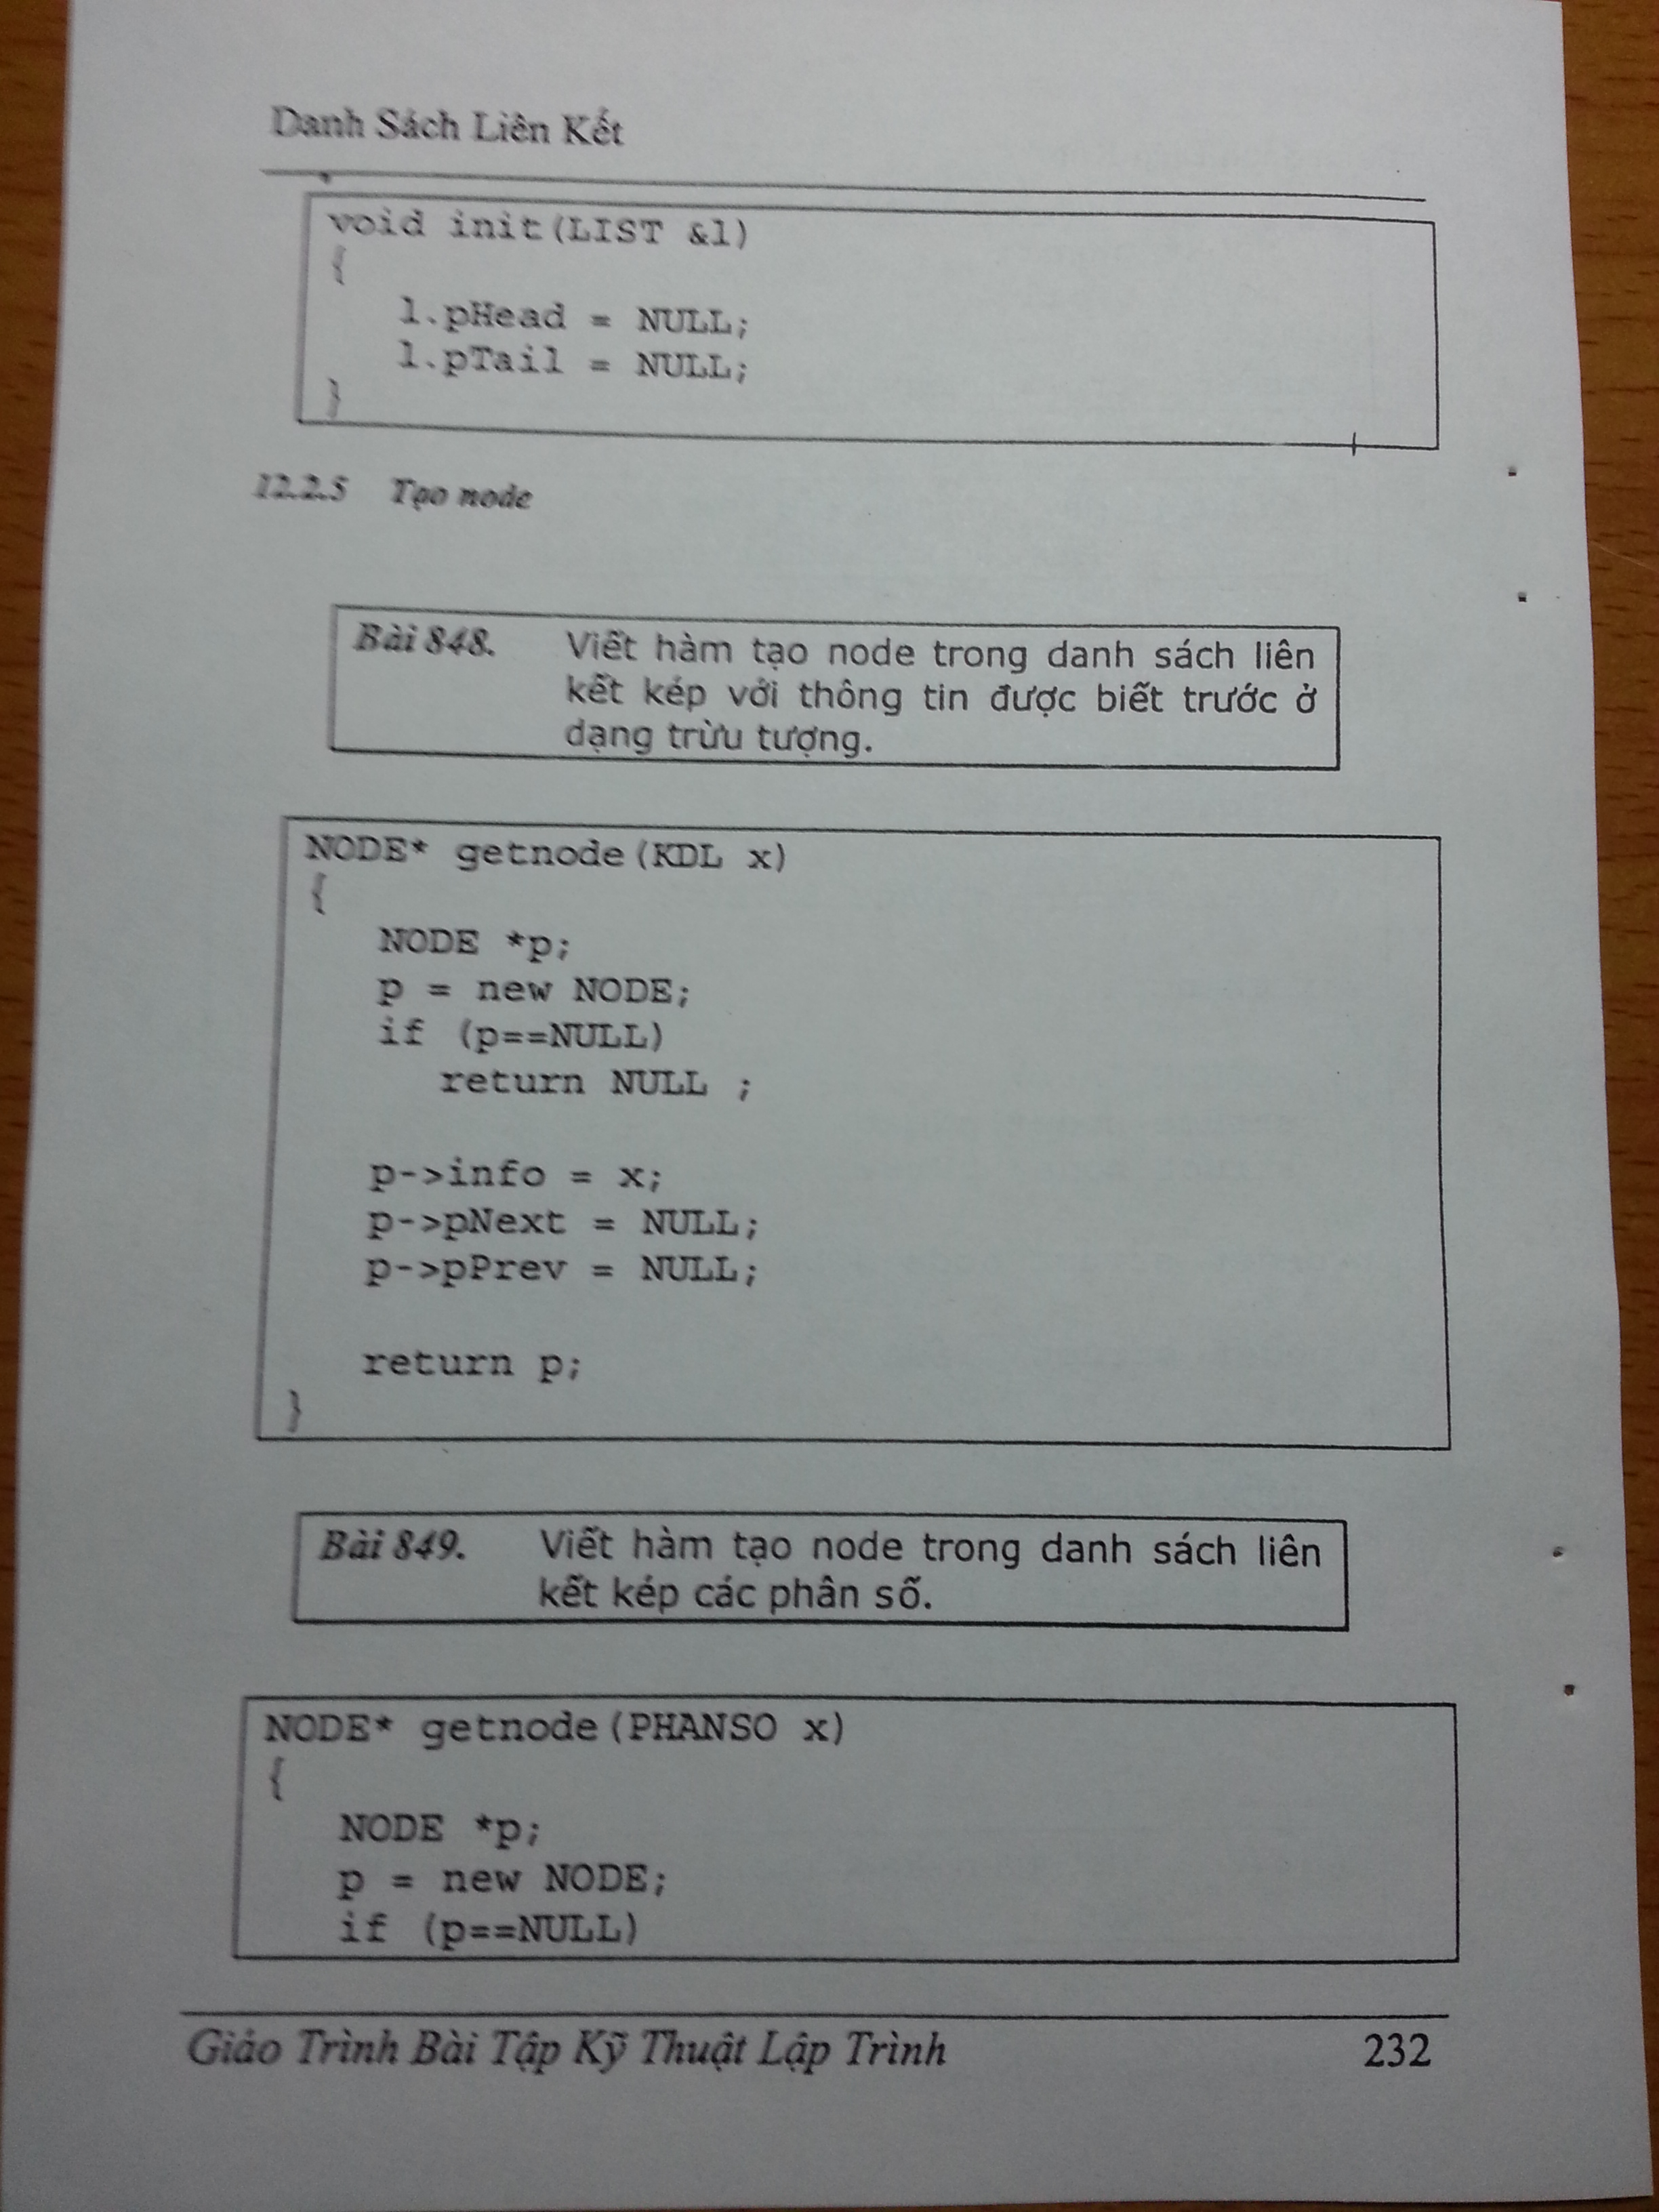 Danh Sách Liên Kết
void init(LIST &l)
{
l.pHead = NULL;
l.pTail = NULL;
}
12.2.5 Tạo node
Bài 848. Viết hàm tạo node trong danh sách liên
kết kép với thông tin được biết trước ở
dạng trừu tượng.
NODE* getnode(KDL x)
{
NODE *p;
p = new NODE;
if (p==NULL)
return NULL ;
p->info = x;
p->pNext = NULL;
p->pPrev = NULL;
return p;
}
Bài 849. Viết hàm tạo node trong danh sách liên
kết kép các phân số.
NODE* getnode(PHANSO x)
{
NODE *p;
p = new NODE;
if (p==NULL)
Giáo Trình Bài Tập Kỹ Thuật Lập Trình 232